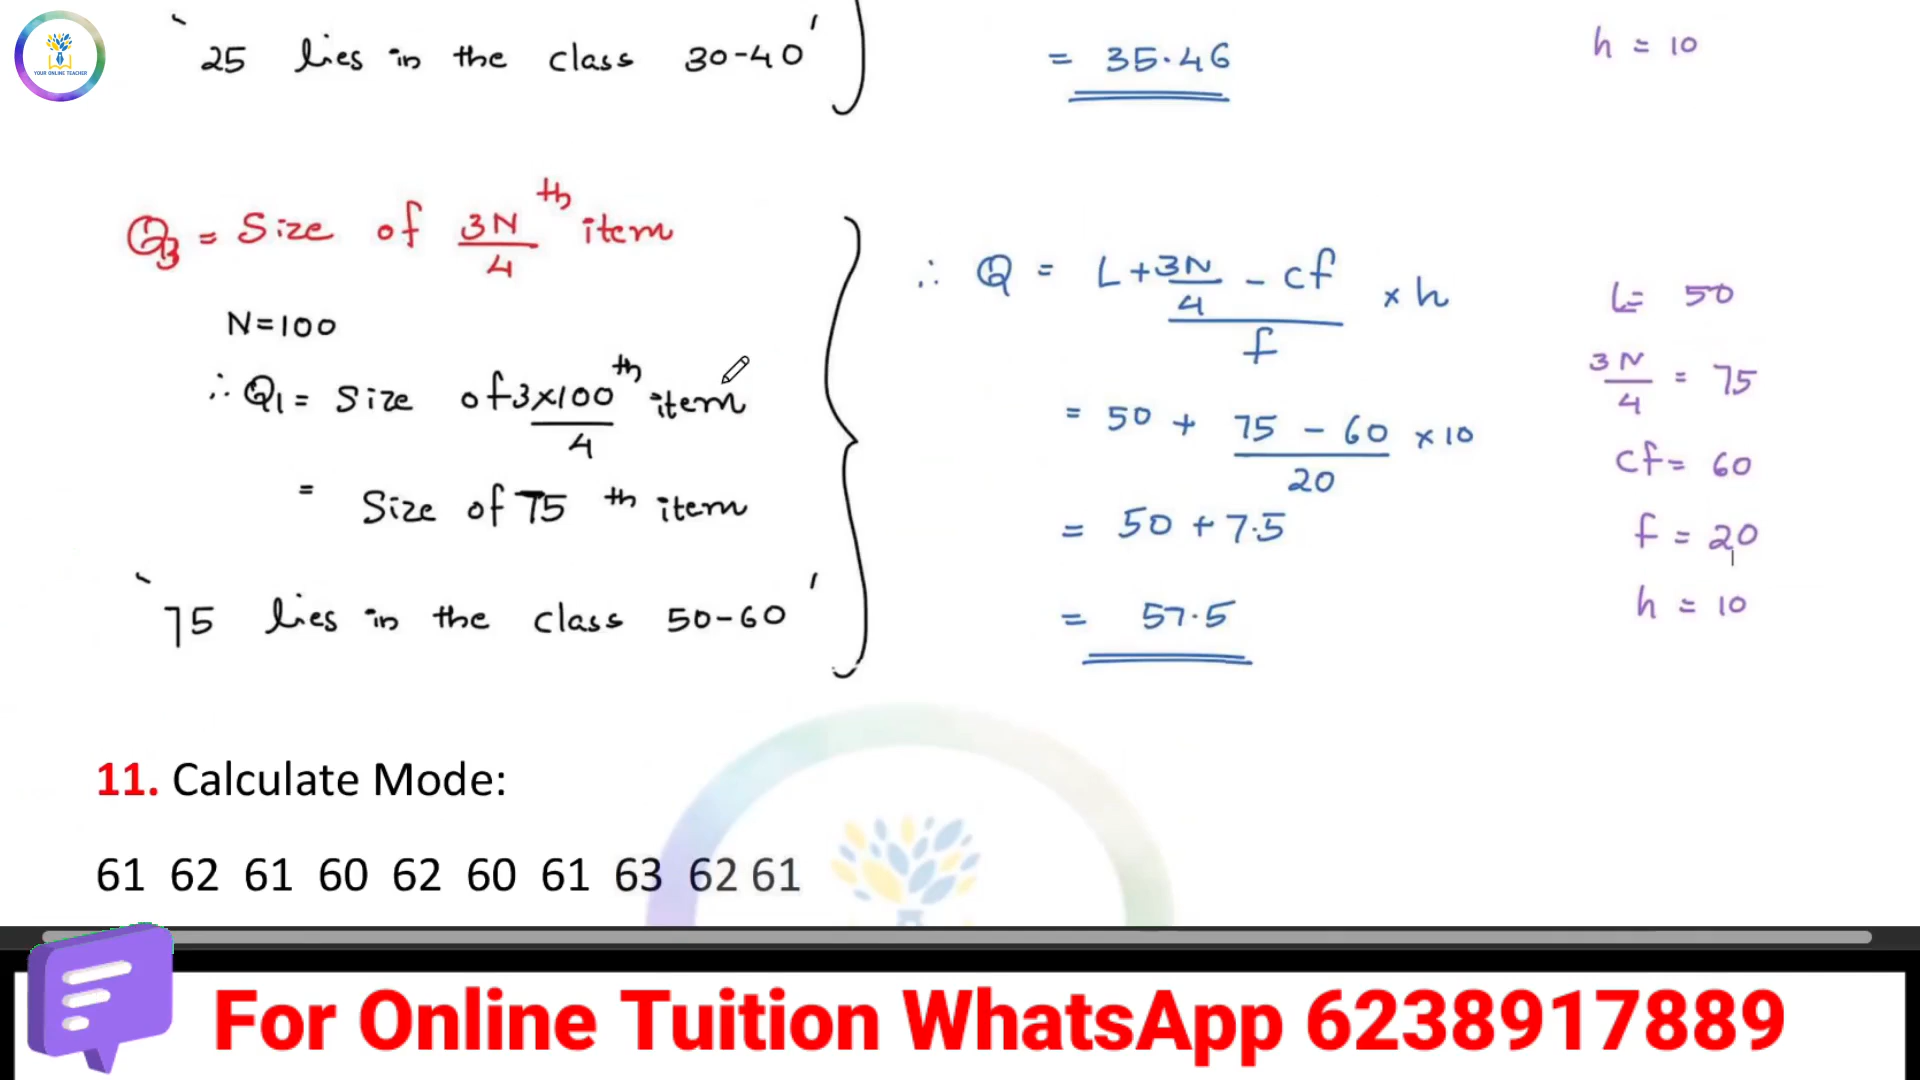 YOUR ONLINE TEACHER
` 25 lies in the class 30-40 '
= 35.46
h = 10
Q3 = Size of 3N/4 th item
N=100
∴ Q1 = Size of 3×100/4 th item
= Size of 75 th item
` 75 lies in the class 50-60 '
∴ Q = L + 3N/4 - cf / f × h
= 50 + 75 - 60 / 20 × 10
= 50 + 7.5
= 57.5
L = 50
3N/4 = 75
cf = 60
f = 20
h = 10
11. Calculate Mode:
61 62 61 60 62 60 61 63 62 61
For Online Tuition WhatsApp 6238917889